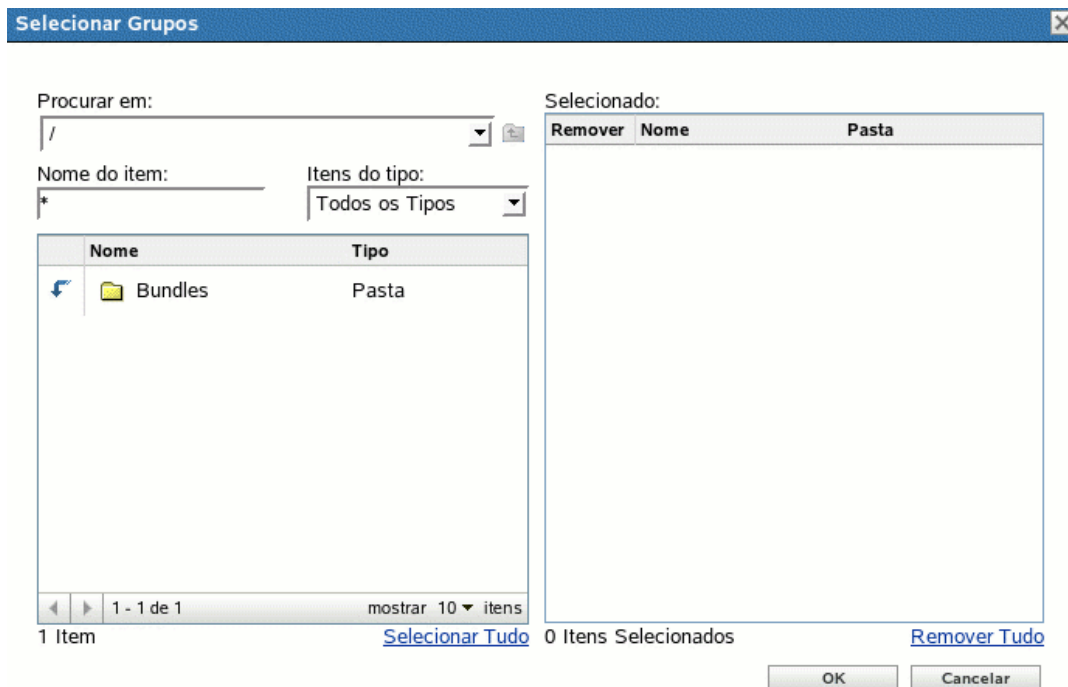 Selecionar Grupos
Procurar em:
/
Nome do item:
Itens do tipo:
*
Todos os Tipos
Nome Tipo
Bundles Pasta
1 - 1 de 1 mostrar 10 itens
1 Item Selecionar Tudo
Selecionado:
Remover Nome Pasta
0 Itens Selecionados Remover Tudo
OK Cancelar